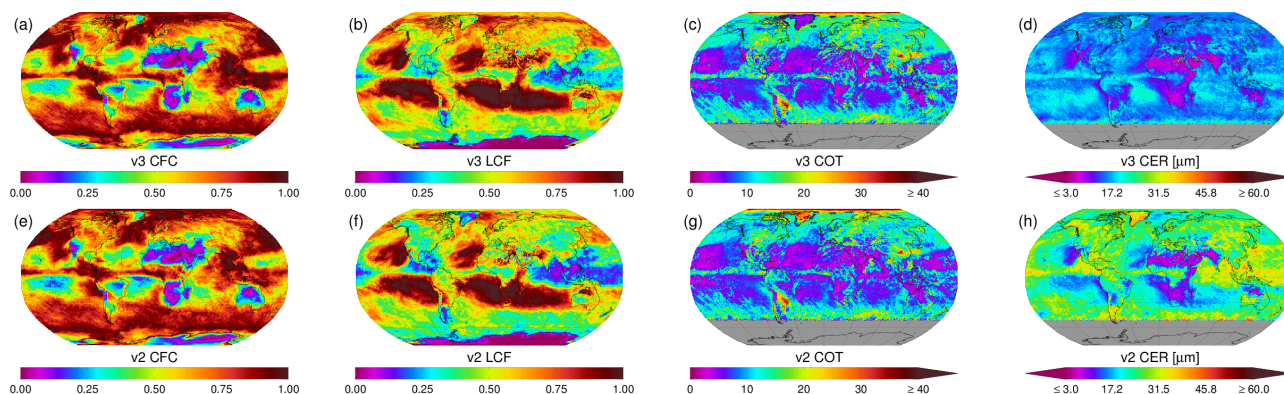 (a) (b) (c) (d)
v3 CFC v3 LCF v3 COT v3 CER [µm]
0.00 0.25 0.50 0.75 1.00 0.00 0.25 0.50 0.75 1.00 0 10 20 30 ≥ 40 ≤ 3.0 17.2 31.5 45.8 ≥ 60.0
(e) (f) (g) (h)
v2 CFC v2 LCF v2 COT v2 CER [µm]
0.00 0.25 0.50 0.75 1.00 0.00 0.25 0.50 0.75 1.00 0 10 20 30 ≥ 40 ≤ 3.0 17.2 31.5 45.8 ≥ 60.0